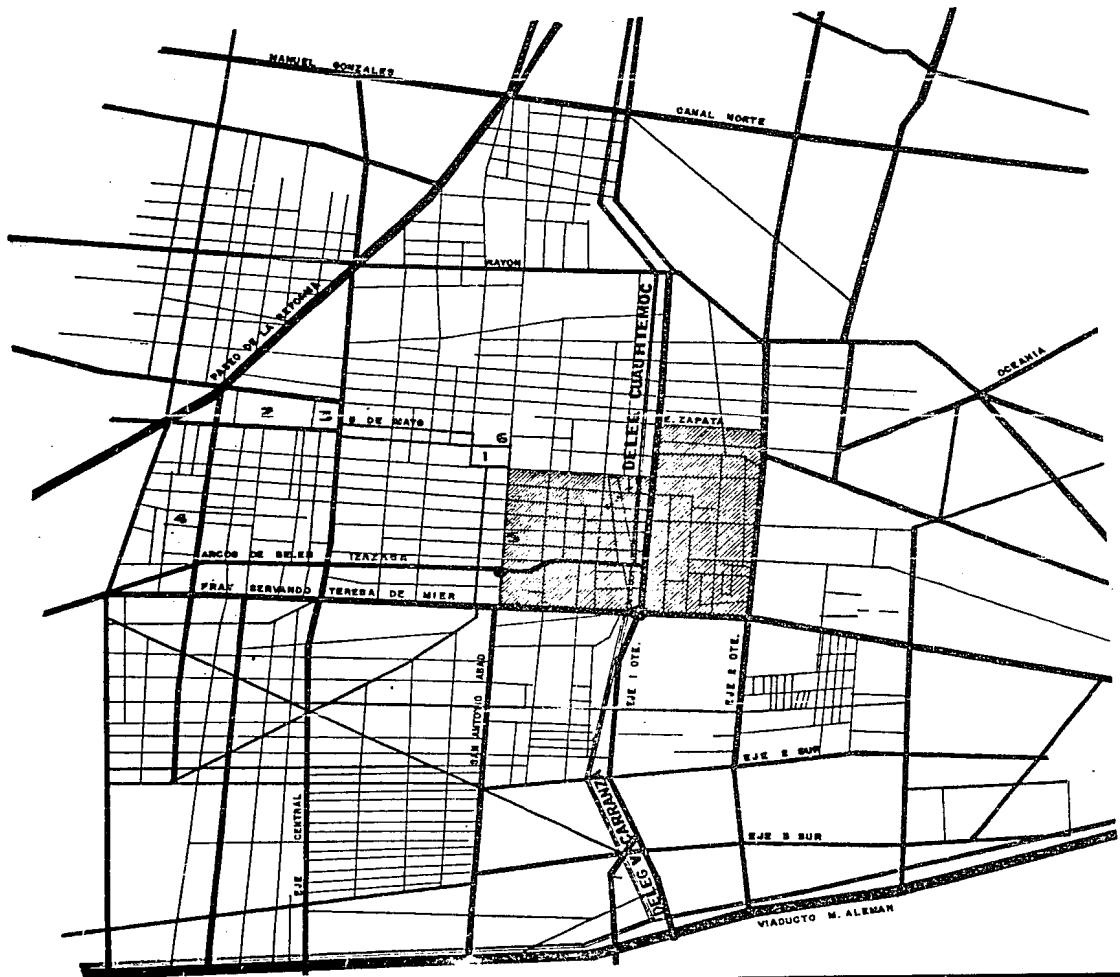 MANUEL GONZALES
CANAL NORTE
RAYON
PASEO DE LA REFORMA
DELEG. CUAUHTEMOC
OCEANIA
2
3
5 DE MAYO
E. ZAPATA
6
1
4
5
ARCOS DE BELEN
IZAZAGA
FRAY SERVANDO TERESA DE MIER
EJE 1 OTE.
EJE 2 OTE.
SAN ANTONIO ABAD
EJE 2 SUR
EJE CENTRAL
DELEG. V. CARRANZA
EJE 3 SUR
VIADUCTO M. ALEMAN